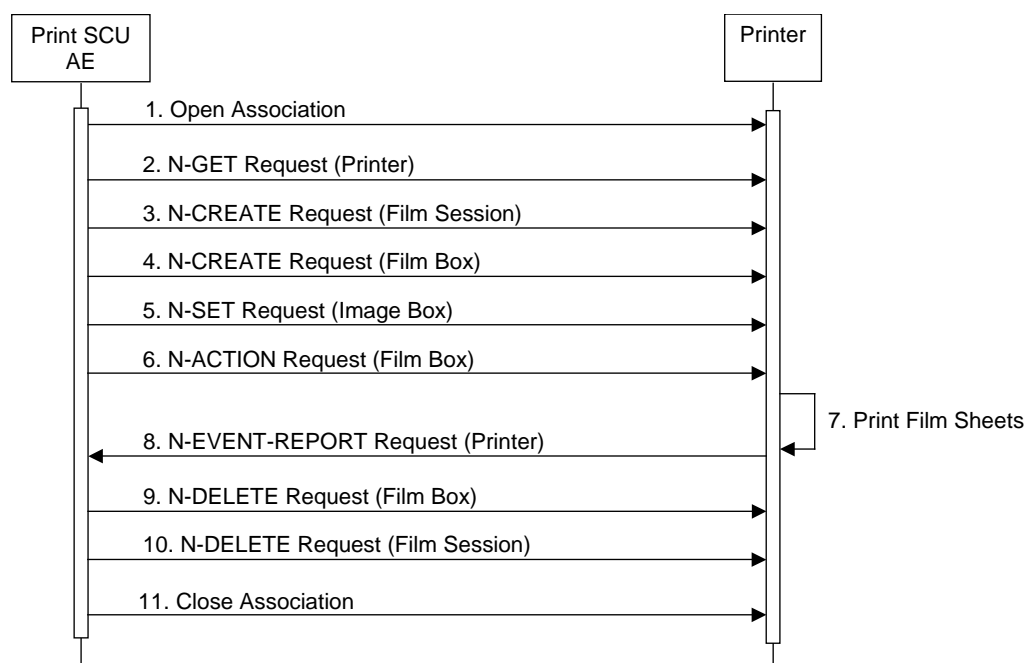 Print SCU
AE
Printer
1. Open Association
2. N-GET Request (Printer)
3. N-CREATE Request (Film Session)
4. N-CREATE Request (Film Box)
5. N-SET Request (Image Box)
6. N-ACTION Request (Film Box)
7. Print Film Sheets
8. N-EVENT-REPORT Request (Printer)
9. N-DELETE Request (Film Box)
10. N-DELETE Request (Film Session)
11. Close Association